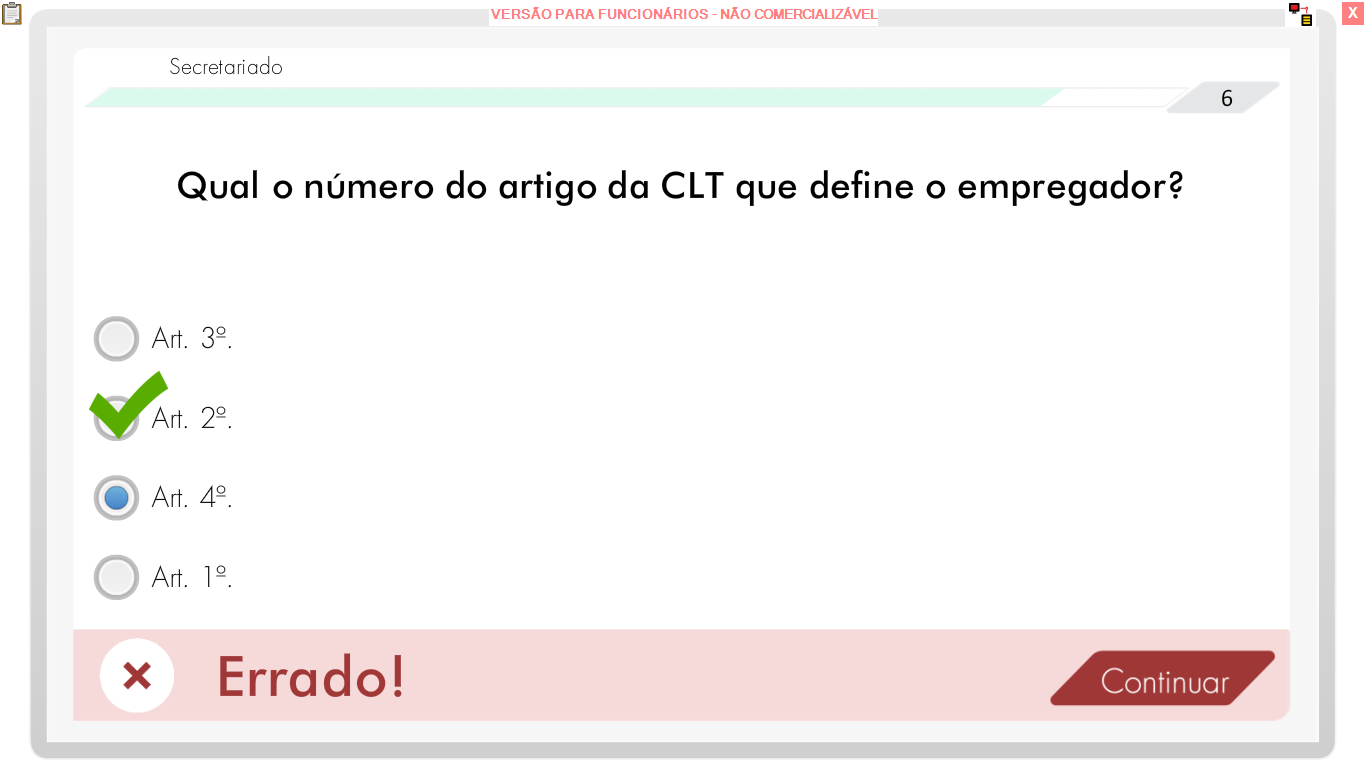 VERSÃO PARA FUNCIONÁRIOS - NÃO COMERCIALIZÁVEL
X
Secretariado
6
Qual o número do artigo da CLT que define o empregador?
Art. 3º.
Art. 2º.
Art. 4º.
Art. 1º.
Errado!
Continuar